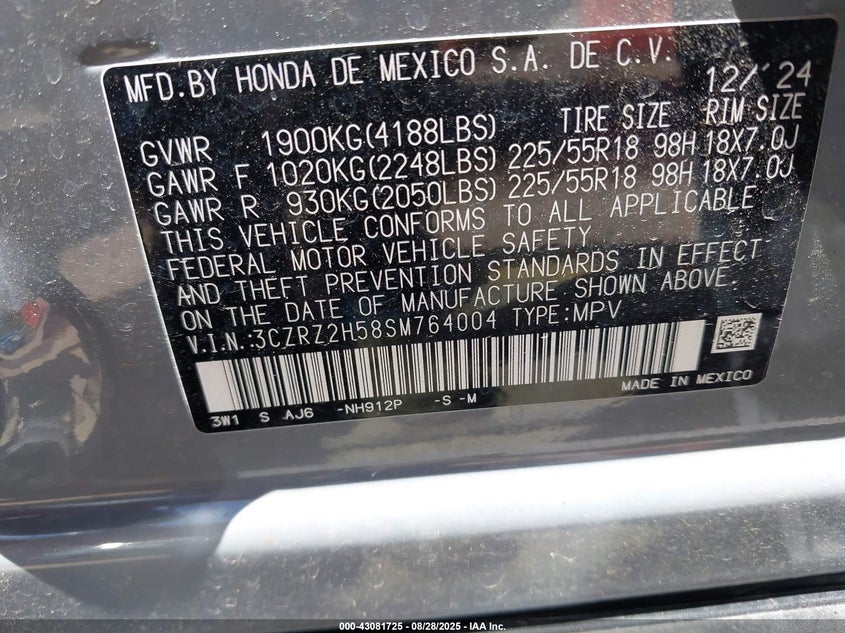 MFD.BY HONDA DE MEXICO S.A. DE C.V. 12/'24
TIRE SIZE RIM SIZE
GVWR 1900KG(4188LBS)
GAWR F 1020KG(2248LBS) 225/55R18 98H 18X7.0J
GAWR R 930KG(2050LBS) 225/55R18 98H 18X7.0J
THIS VEHICLE CONFORMS TO ALL APPLICABLE
FEDERAL MOTOR VEHICLE SAFETY
AND THEFT PREVENTION STANDARDS IN EFFECT
ON THE DATE OF MANUFACTURE SHOWN ABOVE.
V.I.N.:3CZRZ2H58SM764004 TYPE:MPV
MADE IN MEXICO
3W1 S AJ6 -NH912P -S -M
000-43081725 - 08/28/2025 - IAA Inc.